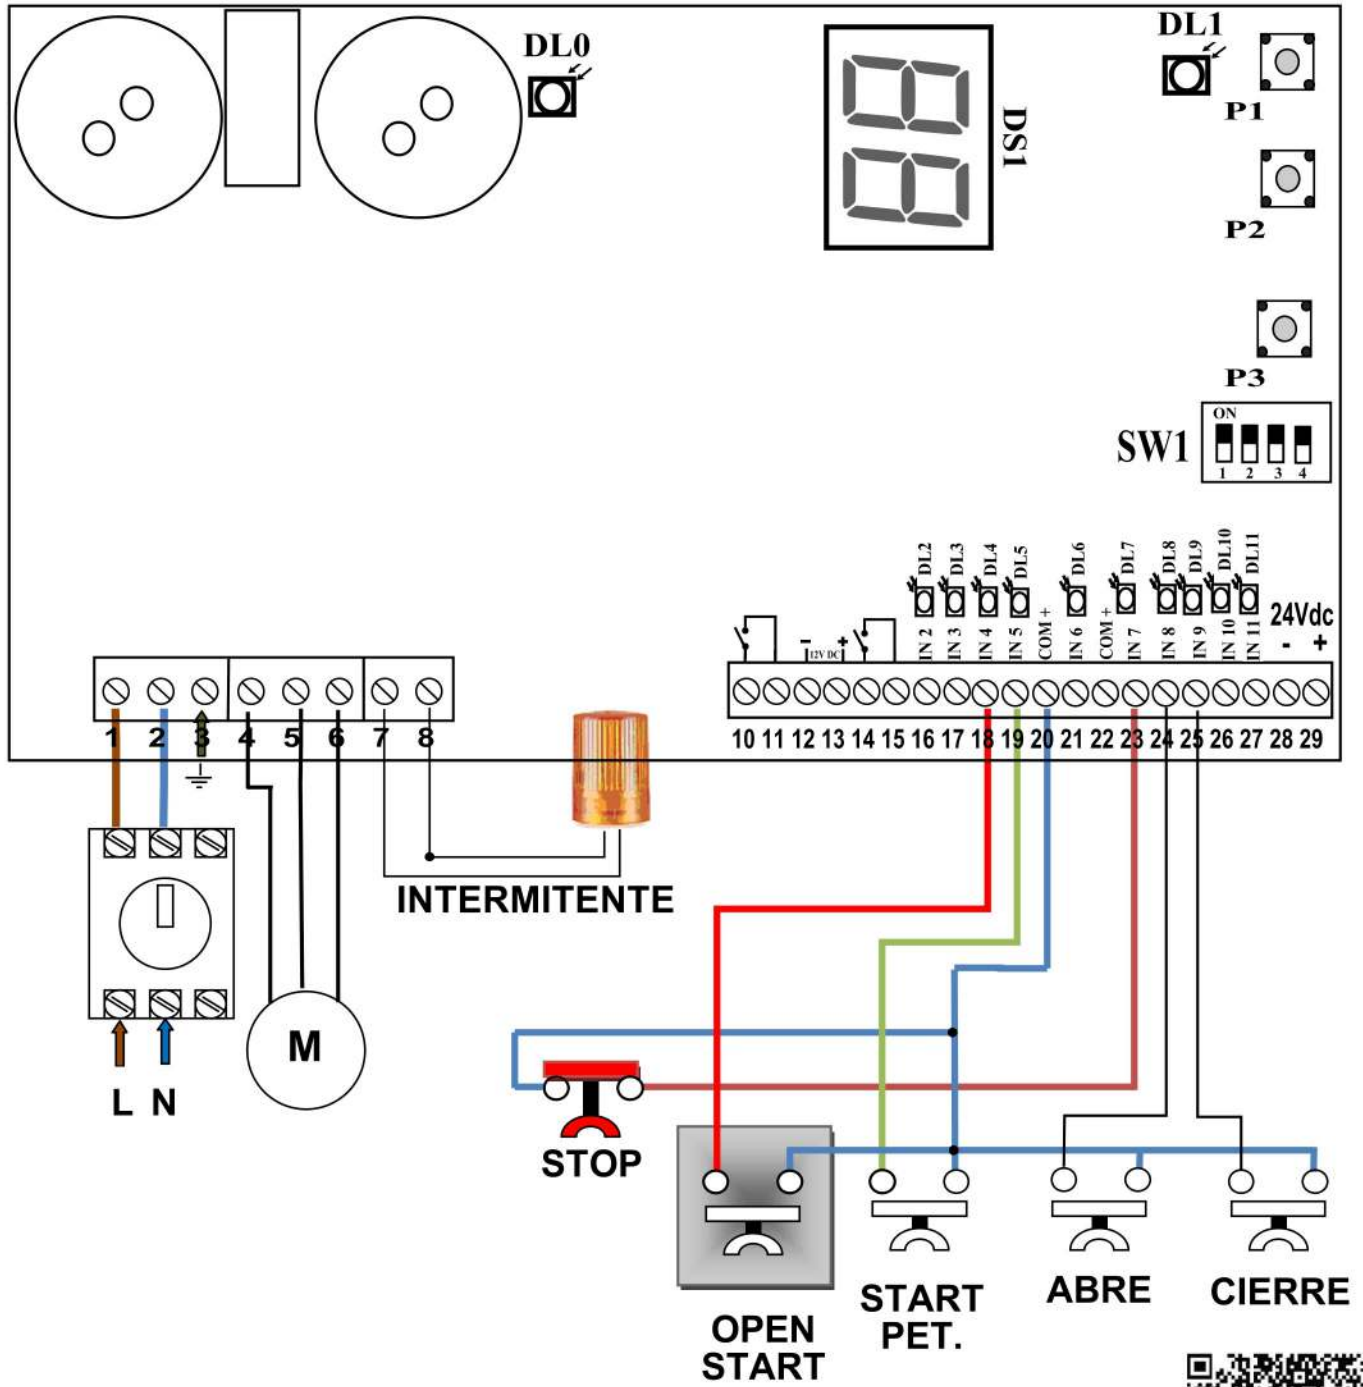 DL0
DL1
DS1
P1
P2
P3
SW1
ON
1 2 3 4
DL2 DL3 DL4 DL5 DL6 DL7 DL8 DL9 DL10 DL11
24Vdc
- +
- 12V DC +
IN 2 IN 3 IN 4 IN 5 COM + IN 6 COM + IN 7 IN 8 IN 9 IN 10 IN 11
1 2 3 4 5 6 7 8
10 11 12 13 14 15 16 17 18 19 20 21 22 23 24 25 26 27 28 29
INTERMITENTE
M
L N
STOP
OPEN
START
START
PET.
ABRE
CIERRE